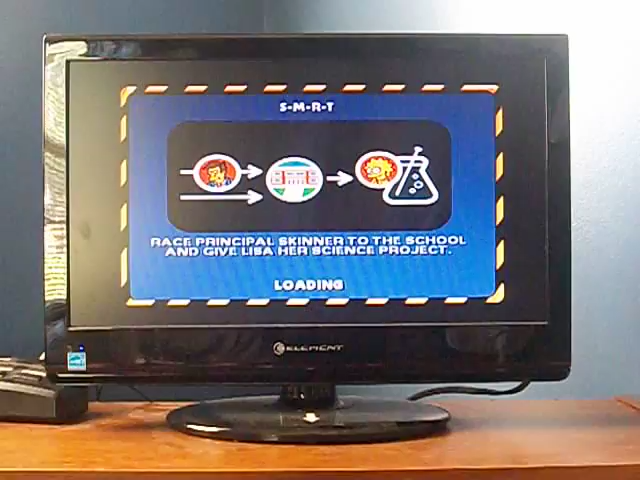 S-M-R-T
RACE PRINCIPAL SKINNER TO THE SCHOOL
AND GIVE LISA HER SCIENCE PROJECT.
LOADING
ELEMENT